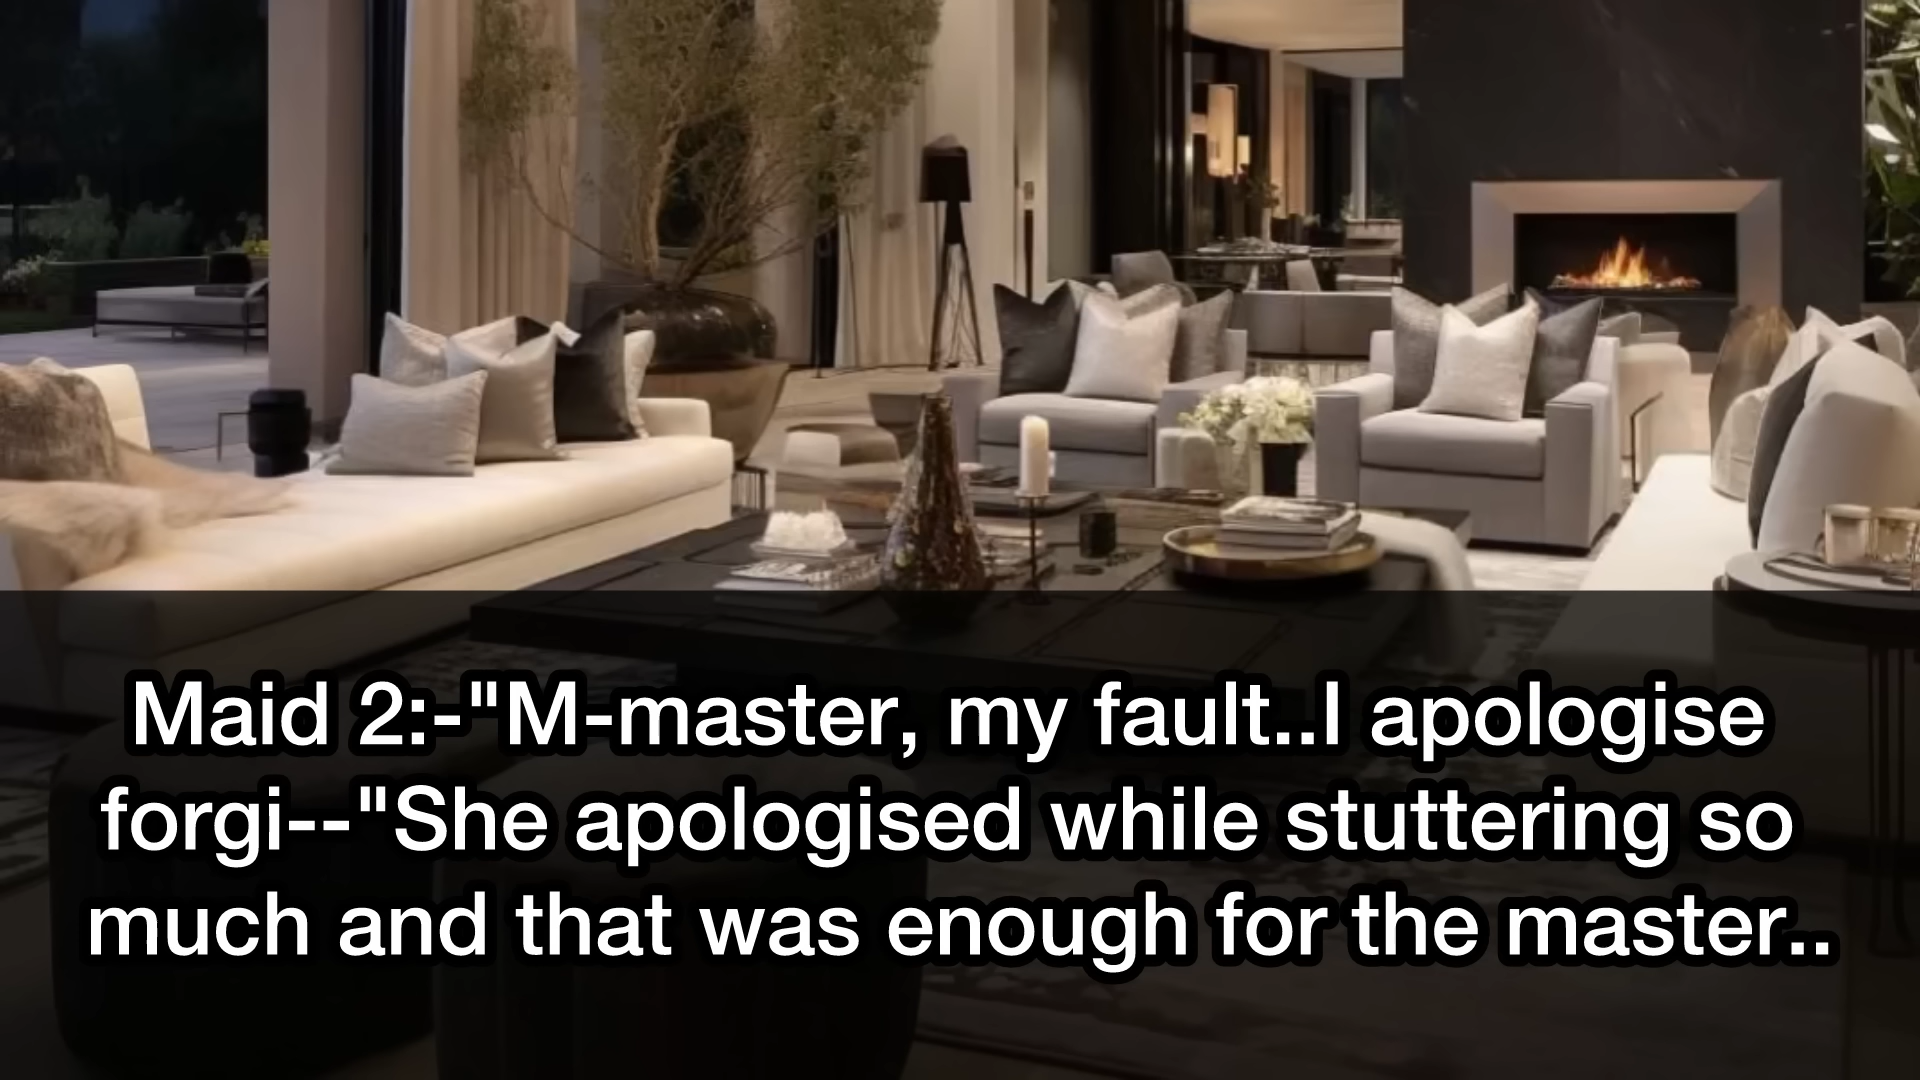 Maid 2:-"M-master, my fault..I apologise
forgi--"She apologised while stuttering so
much and that was enough for the master..